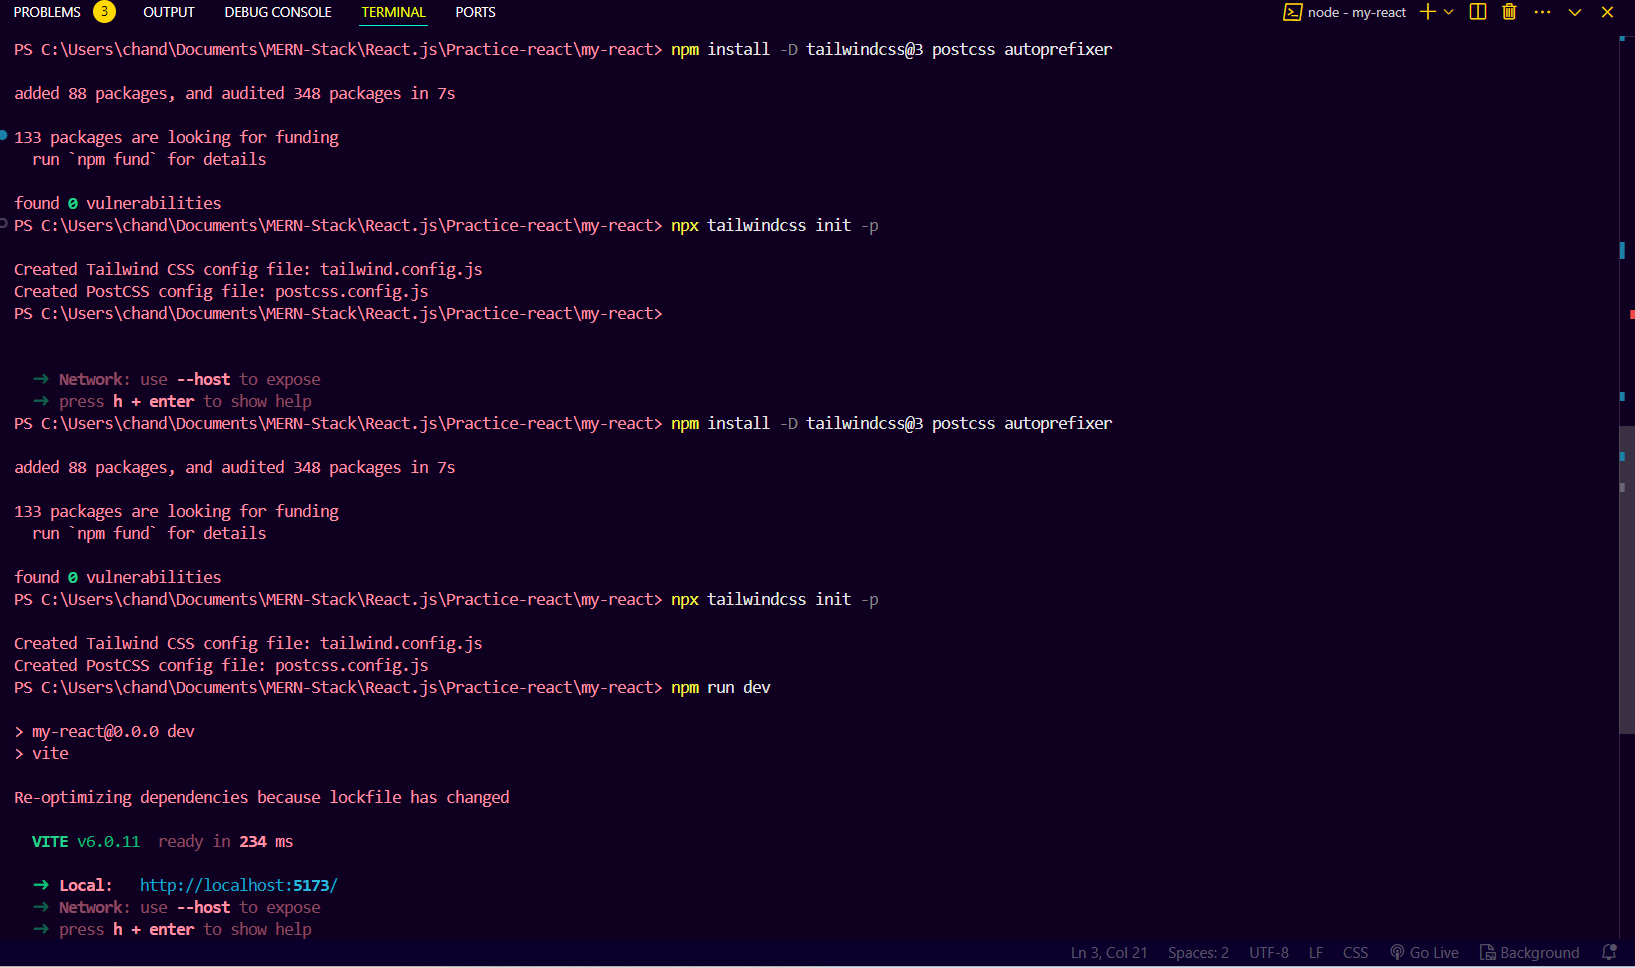 PROBLEMS 3 OUTPUT DEBUG CONSOLE TERMINAL PORTS node - my-react
PS C:\Users\chand\Documents\MERN-Stack\React.js\Practice-react\my-react> npm install -D tailwindcss@3 postcss autoprefixer
added 88 packages, and audited 348 packages in 7s
133 packages are looking for funding
run `npm fund` for details
found 0 vulnerabilities
PS C:\Users\chand\Documents\MERN-Stack\React.js\Practice-react\my-react> npx tailwindcss init -p
Created Tailwind CSS config file: tailwind.config.js
Created PostCSS config file: postcss.config.js
PS C:\Users\chand\Documents\MERN-Stack\React.js\Practice-react\my-react>
➜ Network: use --host to expose
➜ press h + enter to show help
PS C:\Users\chand\Documents\MERN-Stack\React.js\Practice-react\my-react> npm install -D tailwindcss@3 postcss autoprefixer
added 88 packages, and audited 348 packages in 7s
133 packages are looking for funding
run `npm fund` for details
found 0 vulnerabilities
PS C:\Users\chand\Documents\MERN-Stack\React.js\Practice-react\my-react> npx tailwindcss init -p
Created Tailwind CSS config file: tailwind.config.js
Created PostCSS config file: postcss.config.js
PS C:\Users\chand\Documents\MERN-Stack\React.js\Practice-react\my-react> npm run dev
> my-react@0.0.0 dev
> vite
Re-optimizing dependencies because lockfile has changed
VITE v6.0.11 ready in 234 ms
➜ Local: http://localhost:5173/
➜ Network: use --host to expose
➜ press h + enter to show help
Ln 3, Col 21 Spaces: 2 UTF-8 LF CSS Go Live Background